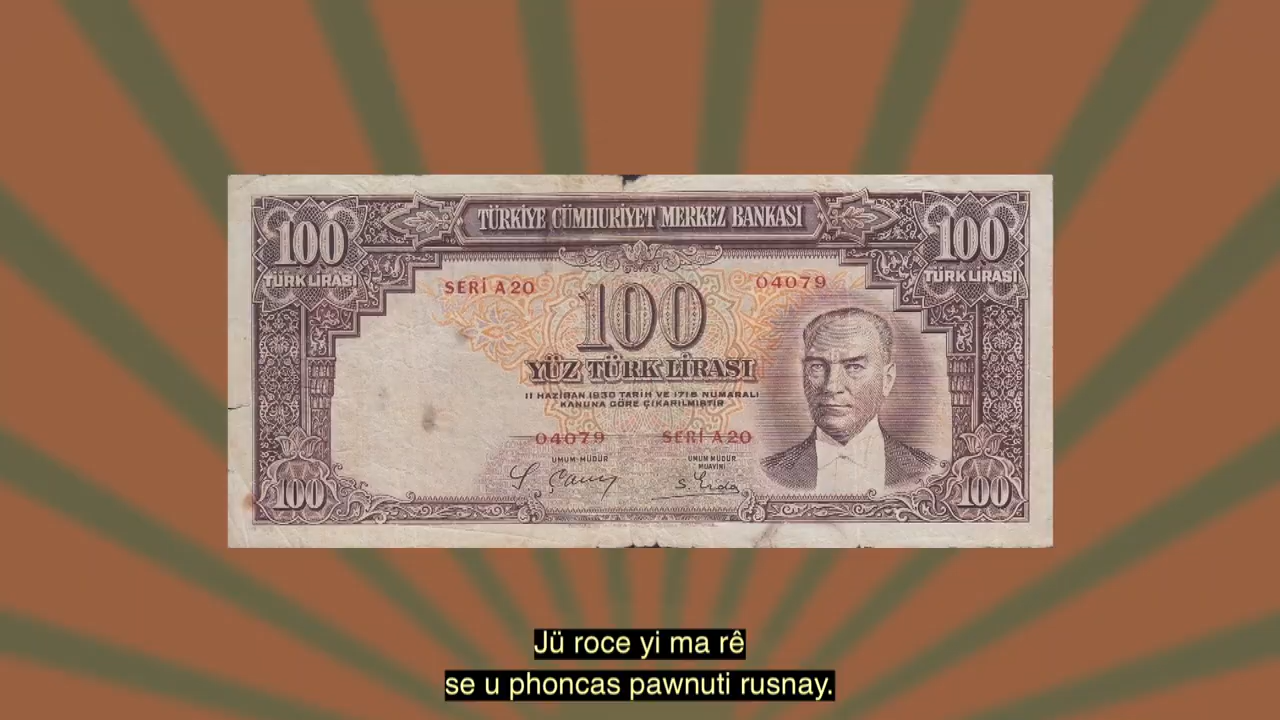 TÜRKİYE CÜMHURİYET MERKEZ BANKASI
100 100
TÜRK LİRASI TÜRK LİRASI
SERİ A 20 04079
100
YÜZ TÜRK LİRASI
11 HAZİRAN 1930 TARİH VE 1715 NUMARALI
KANUNA GÖRE ÇIKARILMIŞTIR
04079 SERİ A 20
UMUM MÜDÜR UMUM MÜDÜR
MUAVİNİ
100 100
Jü roce yi ma rê
se u phoncas pawnuti rusnay.